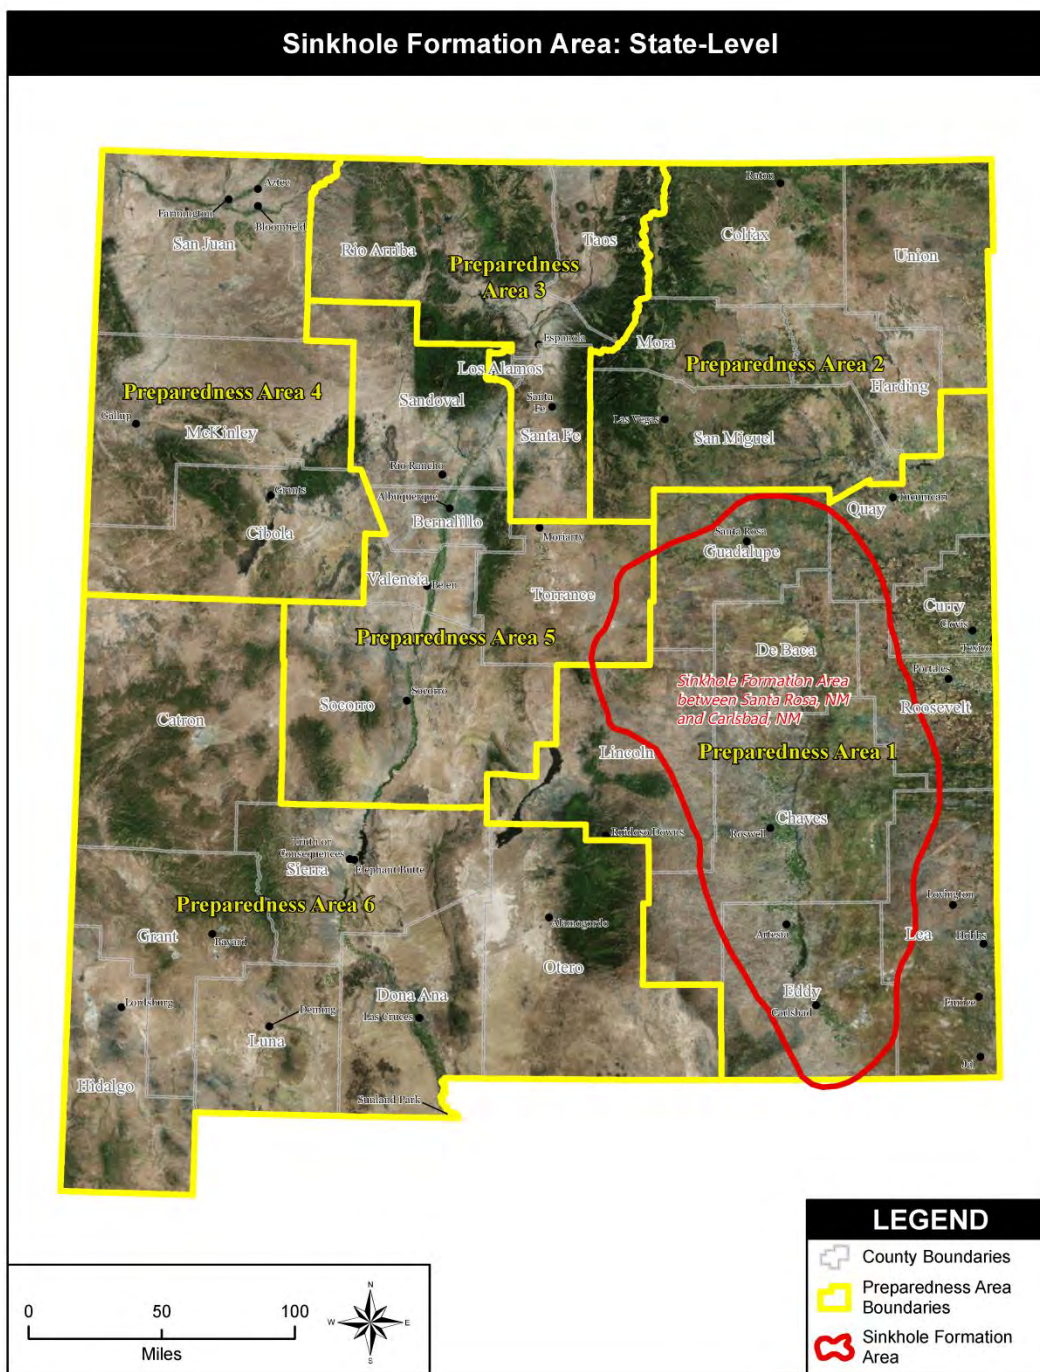 Sinkhole Formation Area: State-Level
Aztec
Farmington
Bloomfield
San Juan
Rio Arriba
Taos
Raton
Colfax
Union
Preparedness
Area 3
Espanola
Mora
Los Alamos
Preparedness Area 2
Harding
Preparedness Area 4
Sandoval
Santa
Fe
Santa Fe
Las Vegas
San Miguel
Gallup
McKinley
Rio Rancho
Albuquerque
Bernalillo
Grants
Cibola
Quay
Tucumcari
Moriarty
Santa Rosa
Guadalupe
Valencia
Belen
Torrance
Curry
Clovis
Texico
Preparedness Area 5
De Baca
Portales
Sinkhole Formation Area
between Santa Rosa, NM
and Carlsbad, NM
Roosevelt
Catron
Socorro
Socorro
Lincoln
Preparedness Area 1
Chaves
Roswell
Ruidoso Downs
Truth or
Consequences
Elephant Butte
Sierra
Preparedness Area 6
Lovington
Grant
Bayard
Alamogordo
Artesia
Lea
Hobbs
Otero
Lordsburg
Deming
Luna
Dona Ana
Las Cruces
Eddy
Carlsbad
Eunice
Jal
Hidalgo
Sunland Park
LEGEND
County Boundaries
Preparedness Area
Boundaries
Sinkhole Formation
Area
0 50 100
Miles
N
W E
S